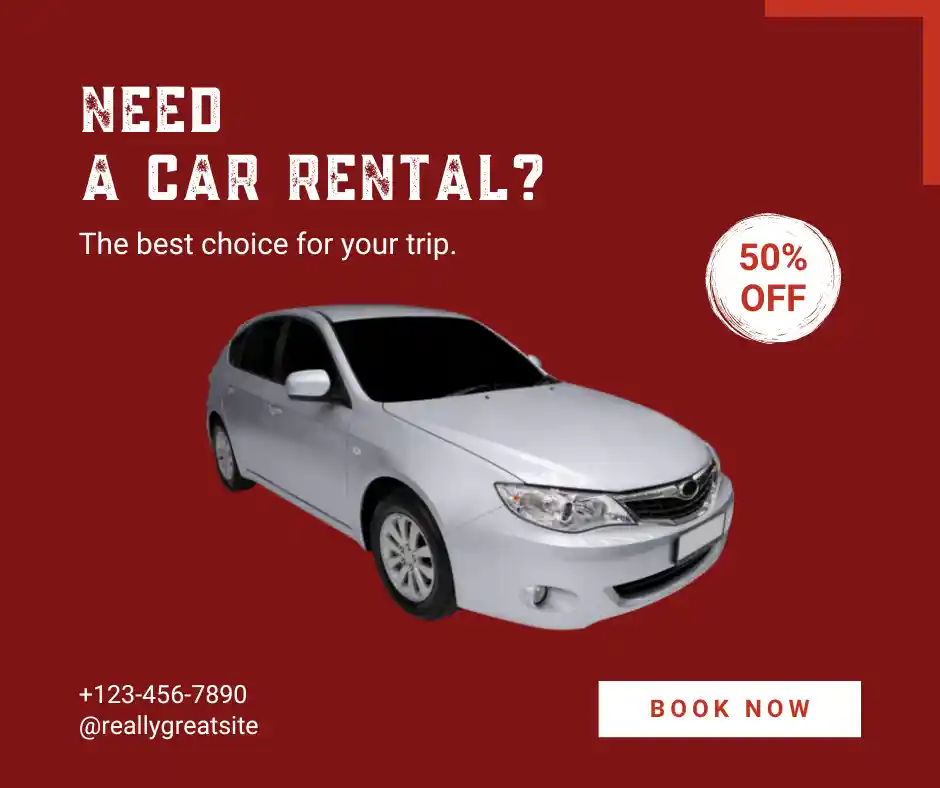 NEED
A CAR RENTAL?
The best choice for your trip.
50%
OFF
+123-456-7890
@reallygreatsite
BOOK NOW